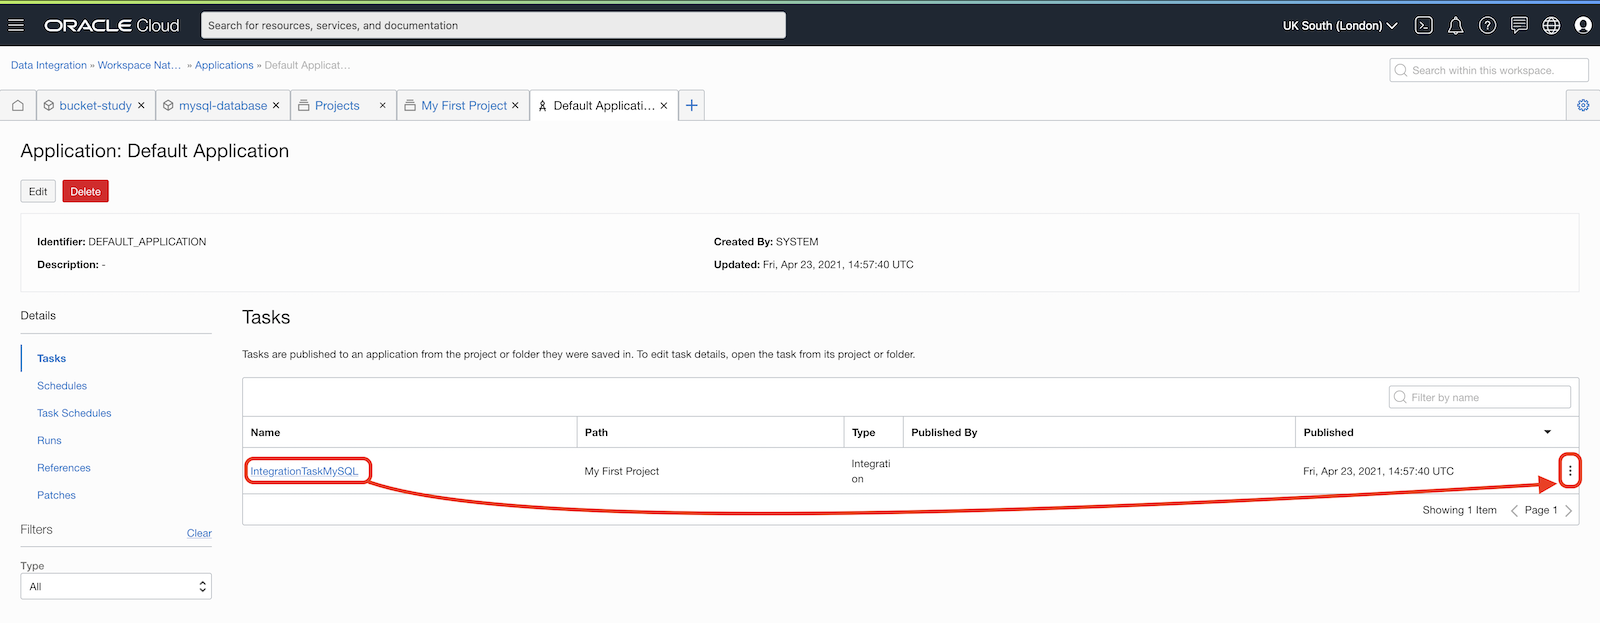 ORACLE Cloud
Search for resources, services, and documentation
UK South (London)
Data Integration » Workspace Nat... » Applications » Default Applicat...
Search within this workspace.
bucket-study
mysql-database
Projects
My First Project
Default Applicati...
Application: Default Application
Edit
Delete
Identifier: DEFAULT_APPLICATION
Created By: SYSTEM
Description: -
Updated: Fri, Apr 23, 2021, 14:57:40 UTC
Details
Tasks
Schedules
Task Schedules
Runs
References
Patches
Filters
Clear
Type
All
Tasks
Tasks are published to an application from the project or folder they were saved in. To edit task details, open the task from its project or folder.
Filter by name
Name
Path
Type
Published By
Published
IntegrationTaskMySQL
My First Project
Integrati
on
Fri, Apr 23, 2021, 14:57:40 UTC
Showing 1 Item
Page 1